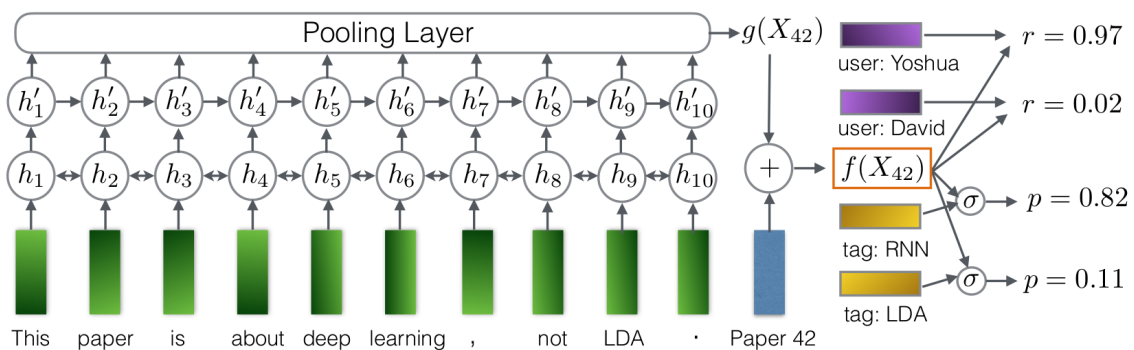 Pooling Layer
g(X₄₂)
h′₁ h′₂ h′₃ h′₄ h′₅ h′₆ h′₇ h′₈ h′₉ h′₁₀
h₁ h₂ h₃ h₄ h₅ h₆ h₇ h₈ h₉ h₁₀
+
f(X₄₂)
This paper is about deep learning , not LDA .
Paper 42
user: Yoshua
r = 0.97
user: David
r = 0.02
tag: RNN
σ
p = 0.82
tag: LDA
σ
p = 0.11